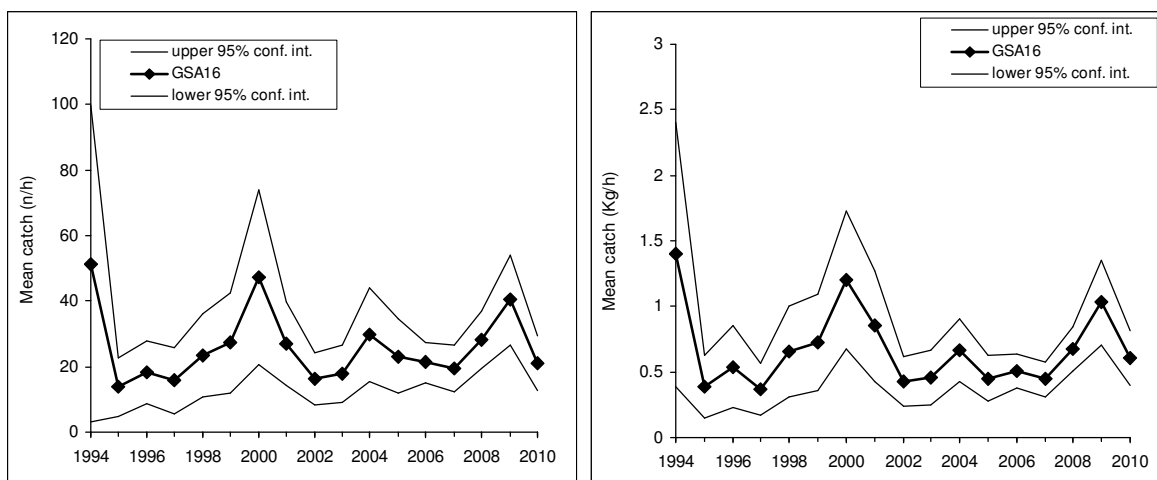 120
100
80
60
40
20
0
Mean catch (n/h)
upper 95% conf. int.
GSA16
lower 95% conf. int.
1994 1996 1998 2000 2002 2004 2006 2008 2010
3
2.5
2
1.5
1
0.5
0
Mean catch (Kg/h)
upper 95% conf. int.
GSA16
lower 95% conf. int.
1994 1996 1998 2000 2002 2004 2006 2008 2010